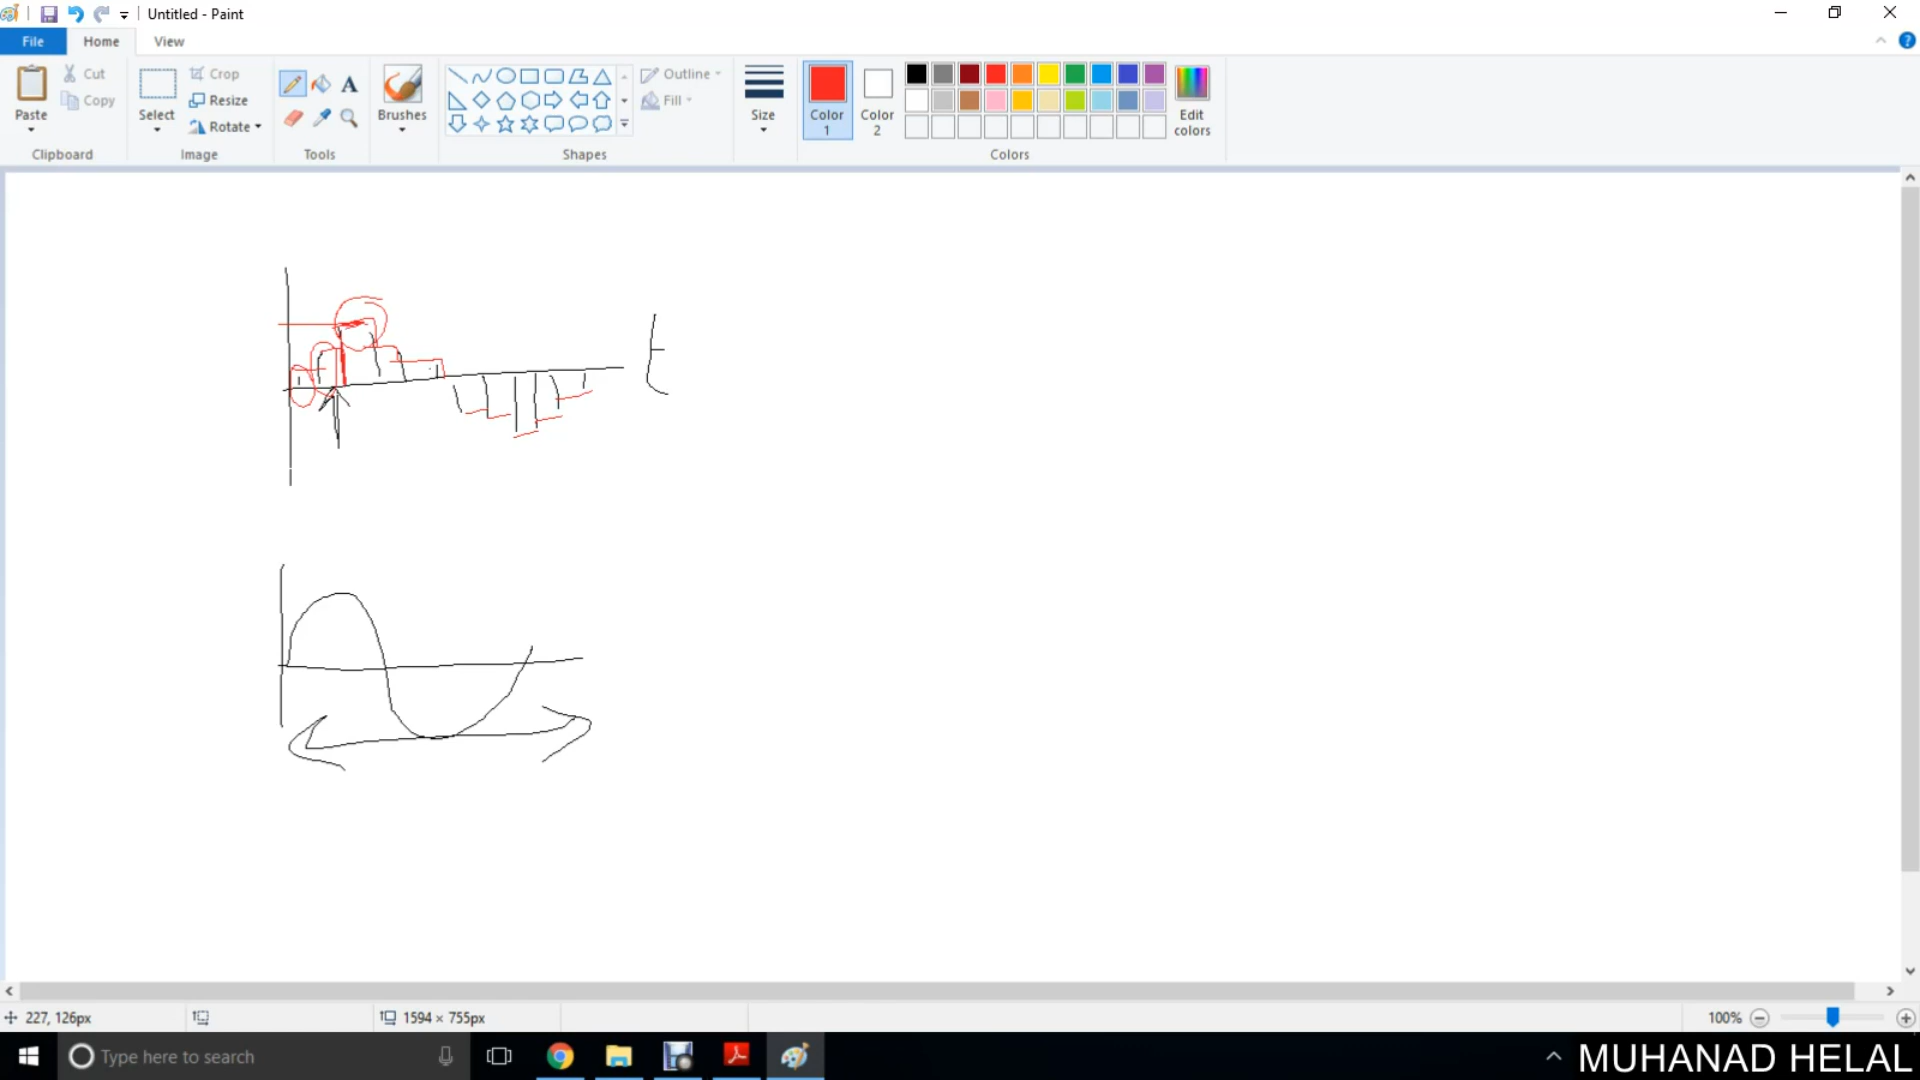 Untitled - Paint
File Home View
Paste Cut Copy Clipboard
Select Crop Resize Rotate Image
Tools
Brushes
Shapes
Outline Fill
Size
Color 1
Color 2
Edit colors
Colors
t
227, 126px
1594 × 755px
100%
Type here to search
MUHANAD HELAL